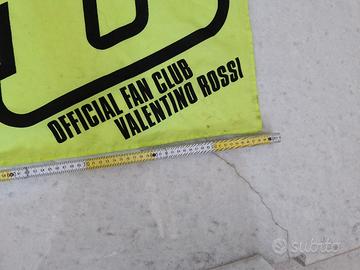 OFFICIAL FAN CLUB
VALENTINO ROSSI
subito